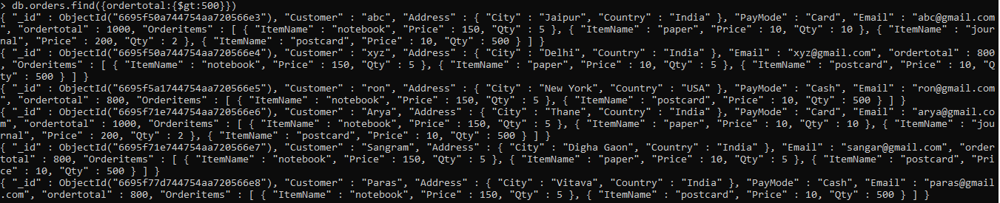 > db.orders.find({ordertotal:{$gt:500}})
{ "_id" : ObjectId("6695f50a744754aa720566e3"), "Customer" : "abc", "Address" : { "City" : "Jaipur", "Country" : "India" }, "PayMode" : "Card", "Email" : "abc@gmail.com
", "ordertotal" : 1000, "Orderitems" : [ { "ItemName" : "notebook", "Price" : 150, "Qty" : 5 }, { "ItemName" : "paper", "Price" : 10, "Qty" : 10 }, { "ItemName" : "jour
nal", "Price" : 200, "Qty" : 2 }, { "ItemName" : "postcard", "Price" : 10, "Qty" : 500 } ] }
{ "_id" : ObjectId("6695f50a744754aa720566e4"), "Customer" : "xyz", "Address" : { "City" : "Delhi", "Country" : "India" }, "Email" : "xyz@gmail.com", "ordertotal" : 800
, "Orderitems" : [ { "ItemName" : "notebook", "Price" : 150, "Qty" : 5 }, { "ItemName" : "paper", "Price" : 10, "Qty" : 5 }, { "ItemName" : "postcard", "Price" : 10, "Q
ty" : 500 } ] }
{ "_id" : ObjectId("6695f5a1744754aa720566e5"), "Customer" : "ron", "Address" : { "City" : "New York", "Country" : "USA" }, "PayMode" : "Cash", "Email" : "ron@gmail.com
", "ordertotal" : 800, "Orderitems" : [ { "ItemName" : "notebook", "Price" : 150, "Qty" : 5 }, { "ItemName" : "postcard", "Price" : 10, "Qty" : 500 } ] }
{ "_id" : ObjectId("6695f71e744754aa720566e6"), "Customer" : "Arya", "Address" : { "City" : "Thane", "Country" : "India" }, "PayMode" : "Card", "Email" : "arya@gmail.co
m", "ordertotal" : 1000, "Orderitems" : [ { "ItemName" : "notebook", "Price" : 150, "Qty" : 5 }, { "ItemName" : "paper", "Price" : 10, "Qty" : 10 }, { "ItemName" : "jou
rnal", "Price" : 200, "Qty" : 2 }, { "ItemName" : "postcard", "Price" : 10, "Qty" : 500 } ] }
{ "_id" : ObjectId("6695f71e744754aa720566e7"), "Customer" : "Sangram", "Address" : { "City" : "Digha Gaon", "Country" : "India" }, "Email" : "sangar@gmail.com", "order
total" : 800, "Orderitems" : [ { "ItemName" : "notebook", "Price" : 150, "Qty" : 5 }, { "ItemName" : "paper", "Price" : 10, "Qty" : 5 }, { "ItemName" : "postcard", "Pri
ce" : 10, "Qty" : 500 } ] }
{ "_id" : ObjectId("6695f77d744754aa720566e8"), "Customer" : "Paras", "Address" : { "City" : "Vitava", "Country" : "India" }, "PayMode" : "Cash", "Email" : "paras@gmail
.com", "ordertotal" : 800, "Orderitems" : [ { "ItemName" : "notebook", "Price" : 150, "Qty" : 5 }, { "ItemName" : "postcard", "Price" : 10, "Qty" : 500 } ] }